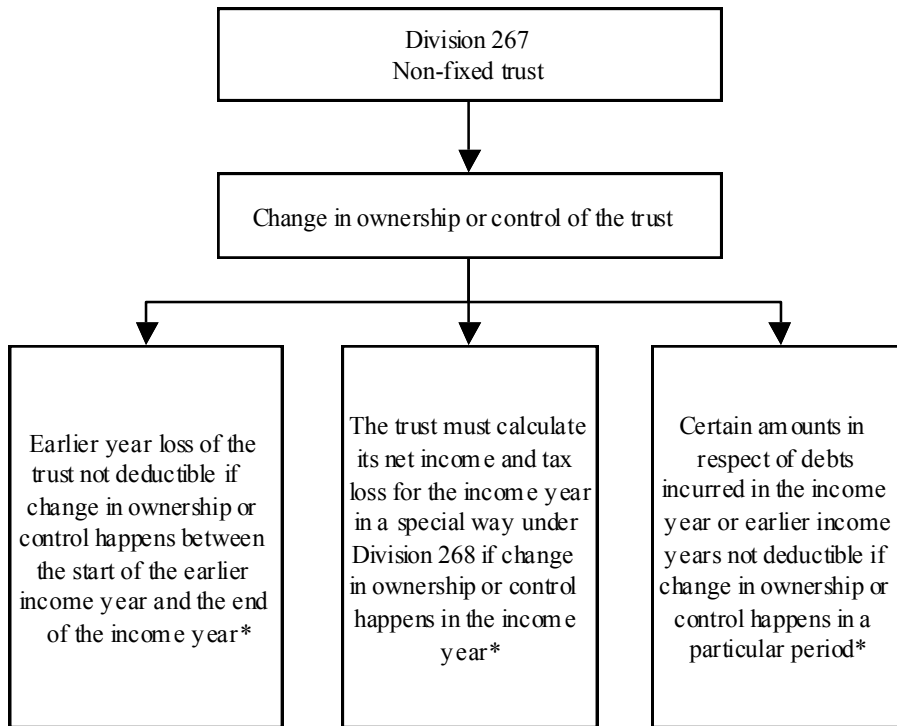 Division 267
Non-fixed trust
Change in ownership or control of the trust
Earlier year loss of the
trust not deductible if
change in ownership or
control happens between
the start of the earlier
income year and the end
of the income year*
The trust must calculate
its net income and tax
loss for the income year
in a special way under
Division 268 if change
in ownership or control
happens in the income
year*
Certain amounts in
respect of debts
incurred in the income
year or earlier income
years not deductible if
change in ownership or
control happens in a
particular period*